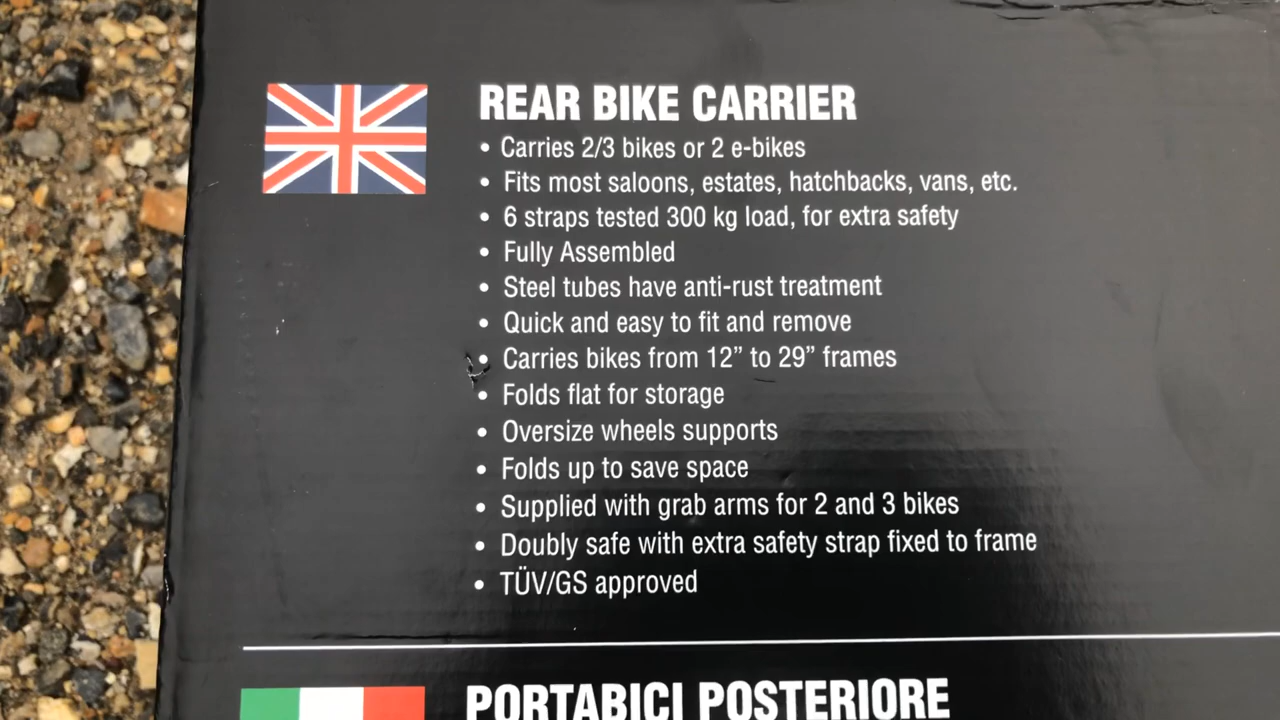 REAR BIKE CARRIER
• Carries 2/3 bikes or 2 e-bikes
• Fits most saloons, estates, hatchbacks, vans, etc.
• 6 straps tested 300 kg load, for extra safety
• Fully Assembled
• Steel tubes have anti-rust treatment
• Quick and easy to fit and remove
• Carries bikes from 12” to 29” frames
• Folds flat for storage
• Oversize wheels supports
• Folds up to save space
• Supplied with grab arms for 2 and 3 bikes
• Doubly safe with extra safety strap fixed to frame
• TÜV/GS approved
PORTABICI POSTERIORE